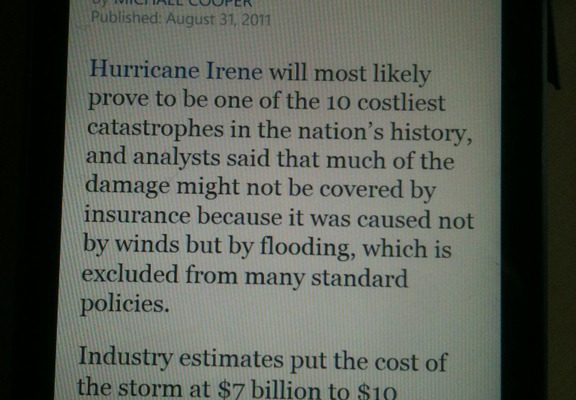 by MICHAEL COOPER
Published: August 31, 2011
Hurricane Irene will most likely
prove to be one of the 10 costliest
catastrophes in the nation's history,
and analysts said that much of the
damage might not be covered by
insurance because it was caused not
by winds but by flooding, which is
excluded from many standard
policies.
Industry estimates put the cost of
the storm at $7 billion to $10